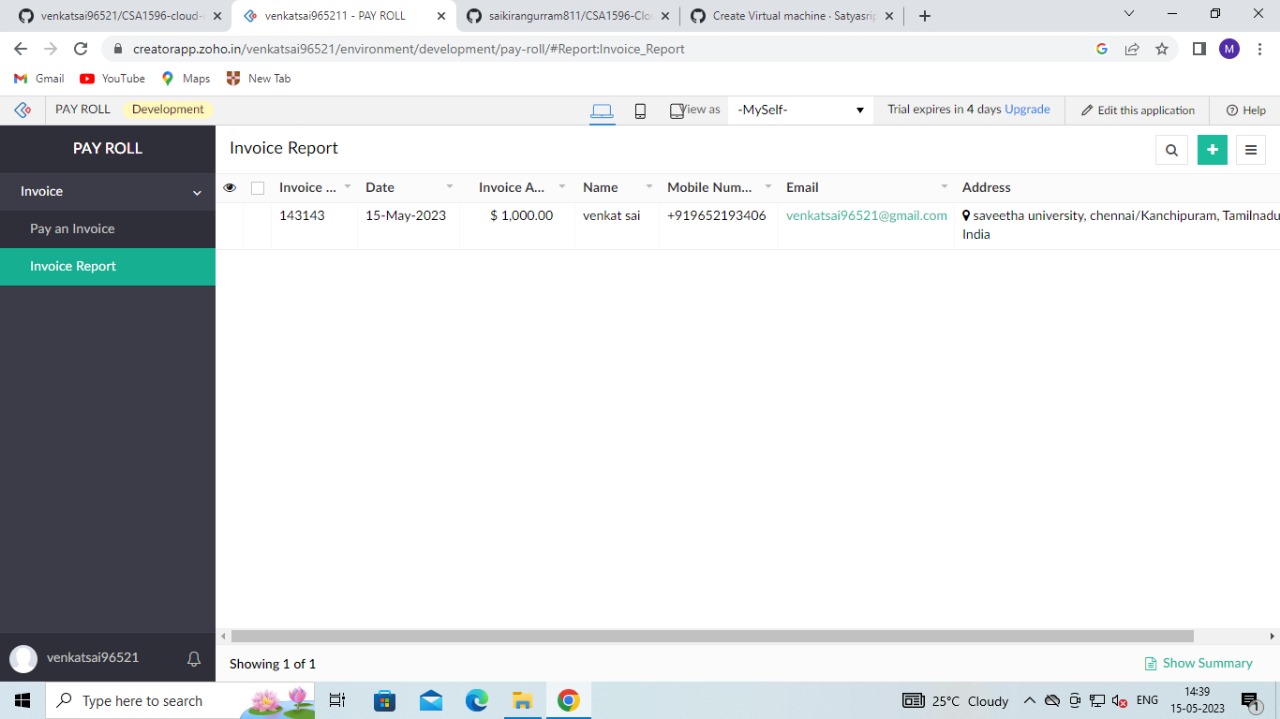 venkatsai96521/CSA1596-cloud-
venkatsai965211 - PAY ROLL
saikirangurram811/CSA1596-Clo
Create Virtual machine · Satyasrip
creatorapp.zoho.in/venkatsai96521/environment/development/pay-roll/#Report:Invoice_Report
G
M
Gmail
YouTube
Maps
New Tab
PAY ROLL
Development
View as
-MySelf-
Trial expires in 4 days Upgrade
Edit this application
Help
PAY ROLL
Invoice
Pay an Invoice
Invoice Report
Invoice Report
Invoice ... Date Invoice A... Name Mobile Num... Email Address
143143 15-May-2023 $ 1,000.00 venkat sai +919652193406 venkatsai96521@gmail.com saveetha university, chennai/Kanchipuram, Tamilnadu
India
venkatsai96521
Showing 1 of 1
Show Summary
Type here to search
25°C Cloudy
ENG
14:39
15-05-2023
1